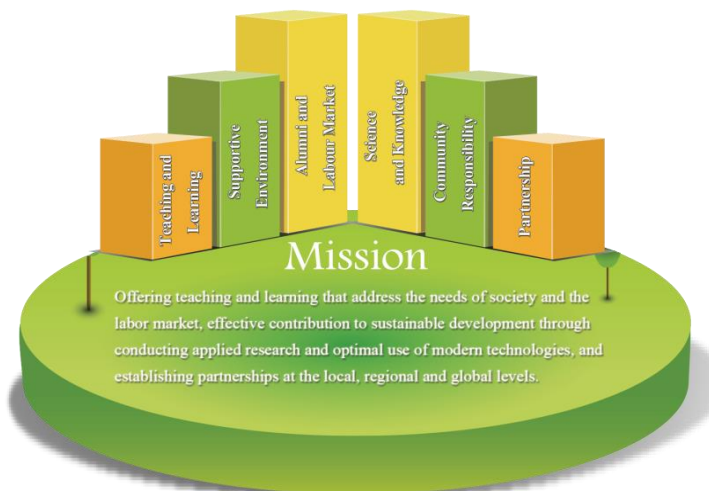 Teaching and
Learning
Supportive
Environment
Alumni and
Labour Market
Science
and Knowledge
Community
Responsibility
Partnership
Mission
Offering teaching and learning that address the needs of society and the
labor market, effective contribution to sustainable development through
conducting applied research and optimal use of modern technologies, and
establishing partnerships at the local, regional and global levels.